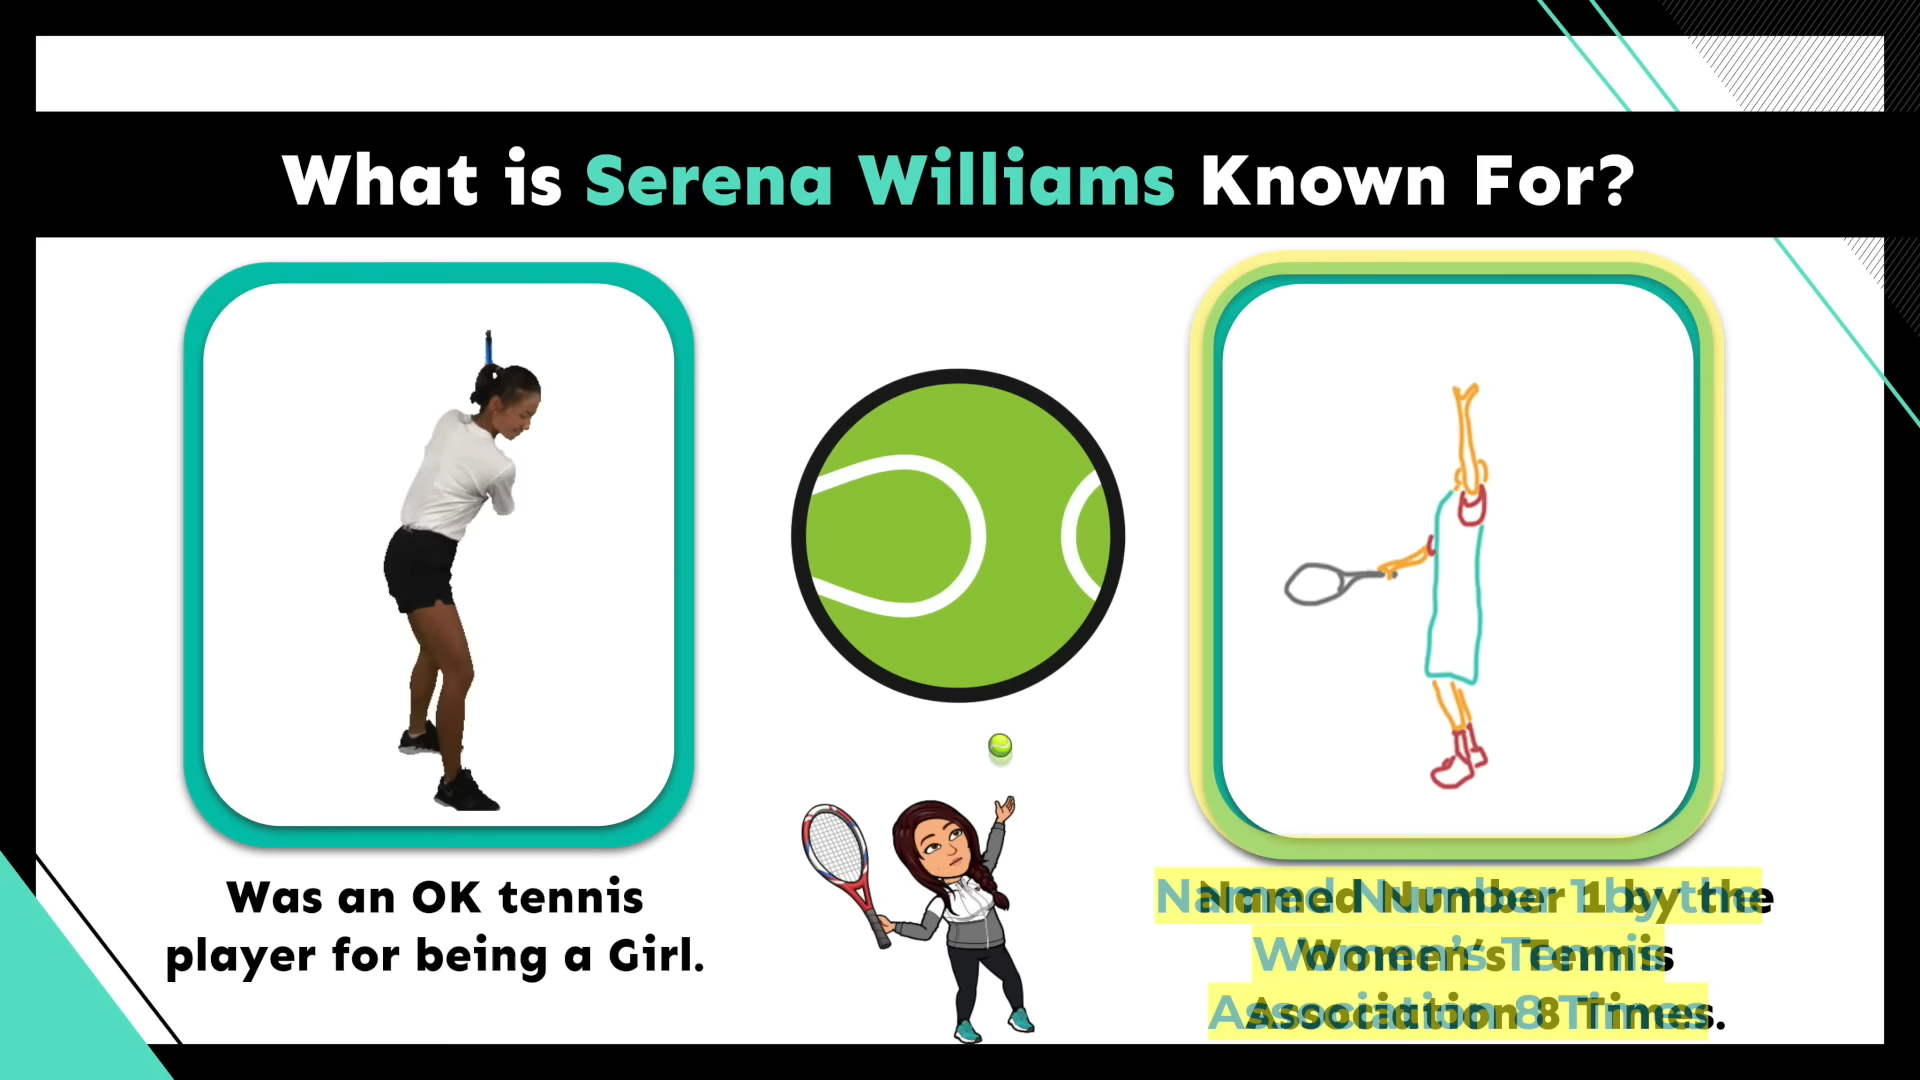 What is Serena Williams Known For?
Was an OK tennis
player for being a Girl.
Named Number 1 by the
Women's Tennis
Association 8 Times.